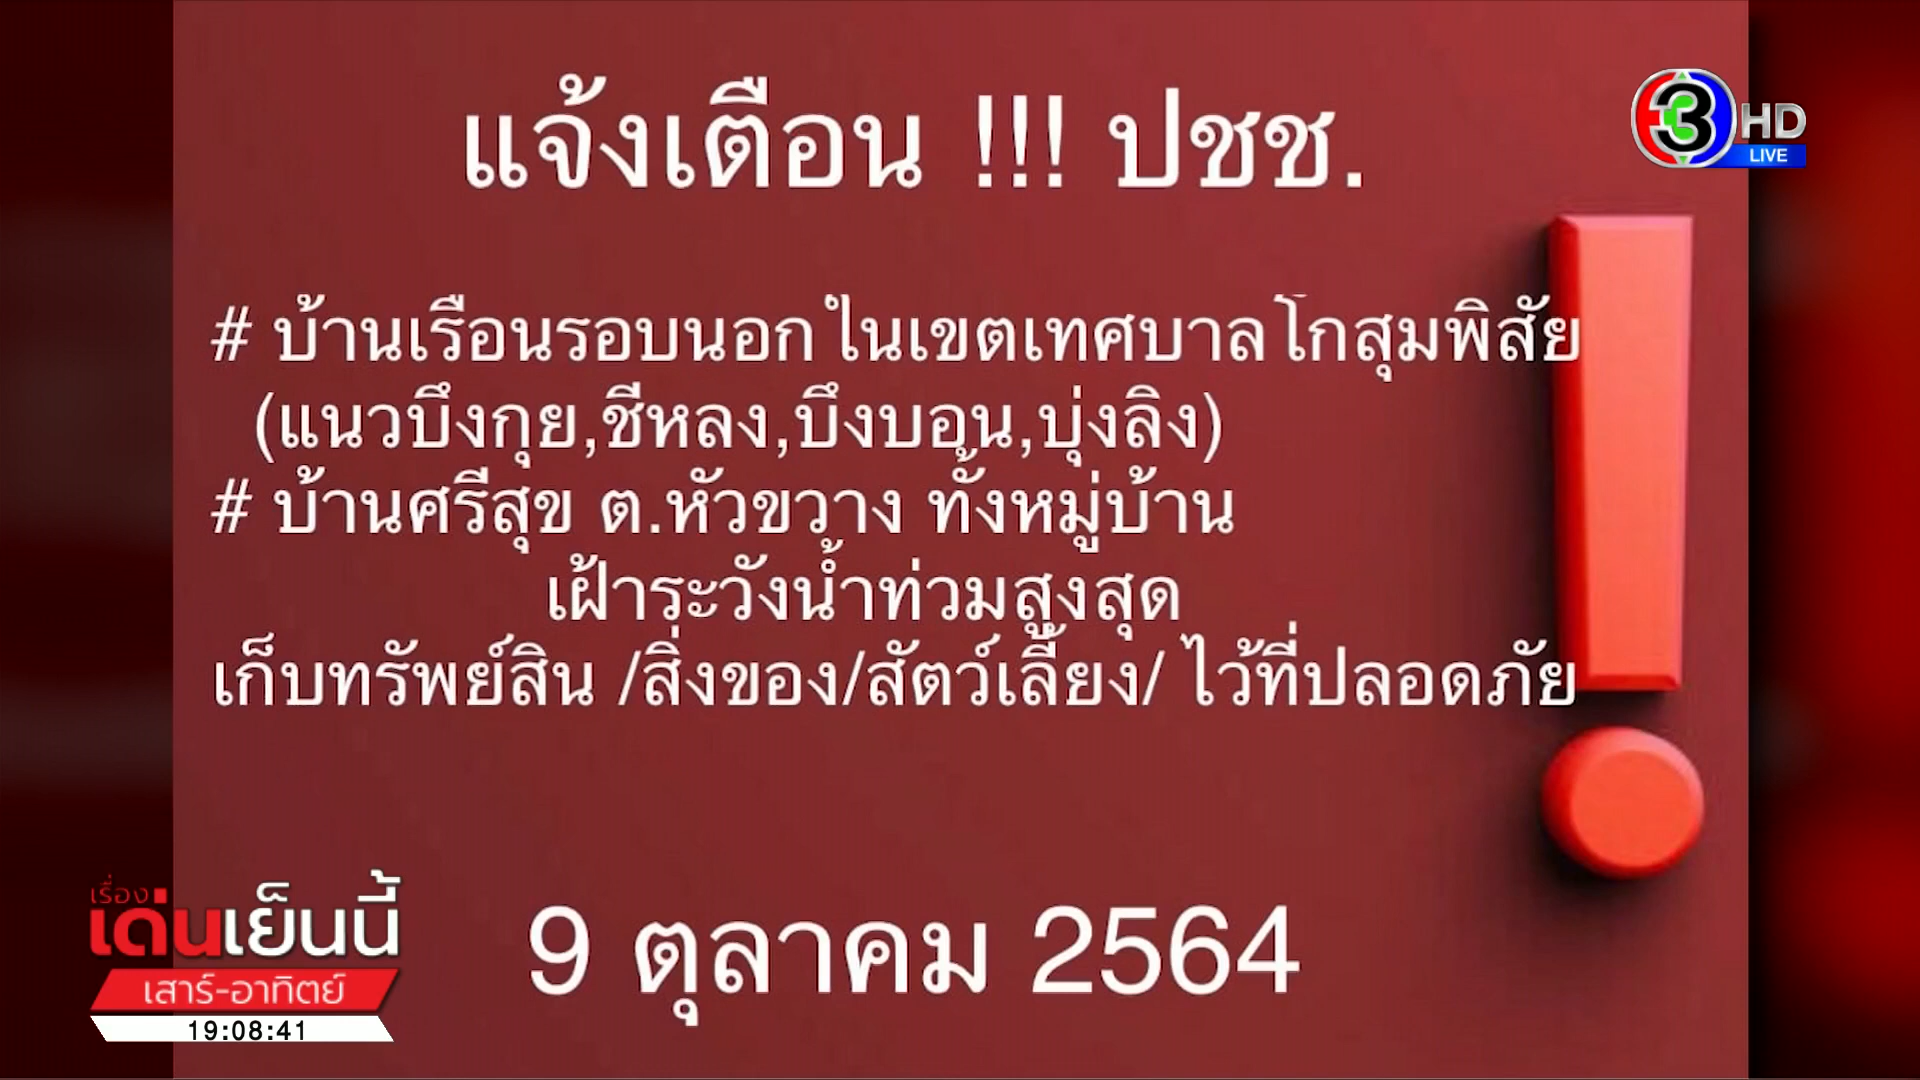 แจ้งเตือน !!! ปชช.
3 HD
LIVE
# บ้านเรือนรอบนอกในเขตเทศบาลโกสุมพิสัย
(แนวบึงกุย,ชีหลง,บึงบอน,บุ่งลิง)
# บ้านศรีสุข ต.หัวขวาง ทั้งหมู่บ้าน
เฝ้าระวังน้ำท่วมสูงสุด
เก็บทรัพย์สิน /สิ่งของ/สัตว์เลี้ยง/ ไว้ที่ปลอดภัย
9 ตุลาคม 2564
เรื่อง
เด่นเย็นนี้
เสาร์-อาทิตย์
19:08:41